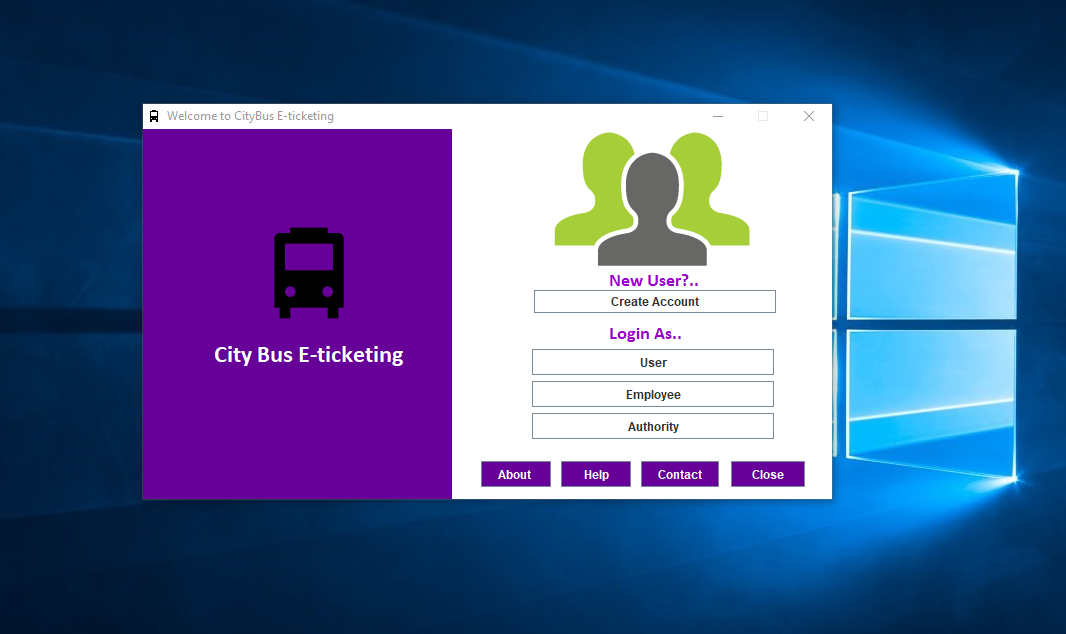 Welcome to CityBus E-ticketing
City Bus E-ticketing
New User?..
Create Account
Login As..
User
Employee
Authority
About
Help
Contact
Close